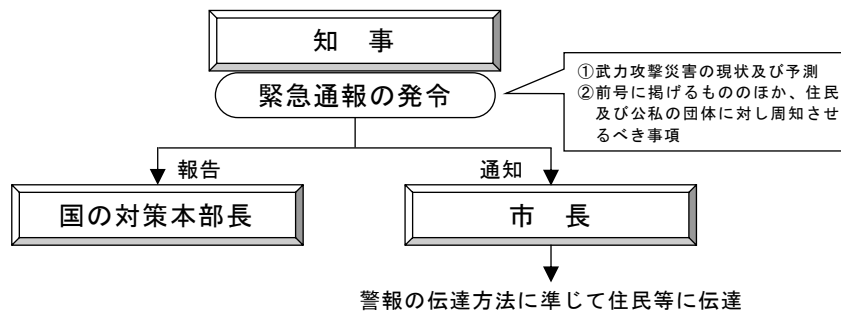 知　事
緊急通報の発令
①武力攻撃災害の現状及び予測
②前号に掲げるもののほか、住民
及び公私の団体に対し周知させ
るべき事項
報告
通知
国の対策本部長
市　長
警報の伝達方法に準じて住民等に伝達